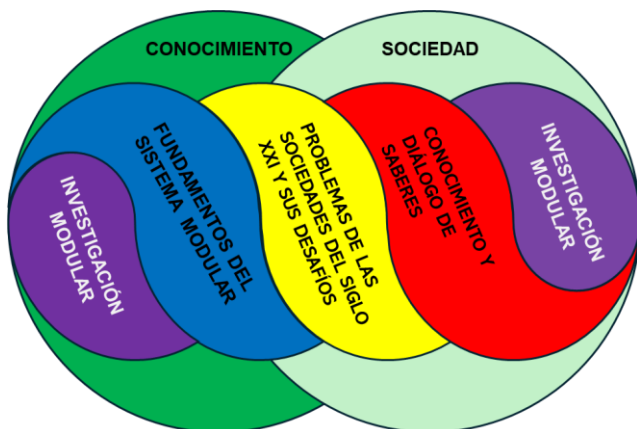 CONOCIMIENTO
SOCIEDAD
INVESTIGACIÓN
MODULAR
FUNDAMENTOS DEL
SISTEMA MODULAR
PROBLEMAS DE LAS
SOCIEDADES DEL SIGLO
XXI Y SUS DESAFÍOS
CONOCIMIENTO Y
DIÁLOGO DE
SABERES
INVESTIGACIÓN
MODULAR